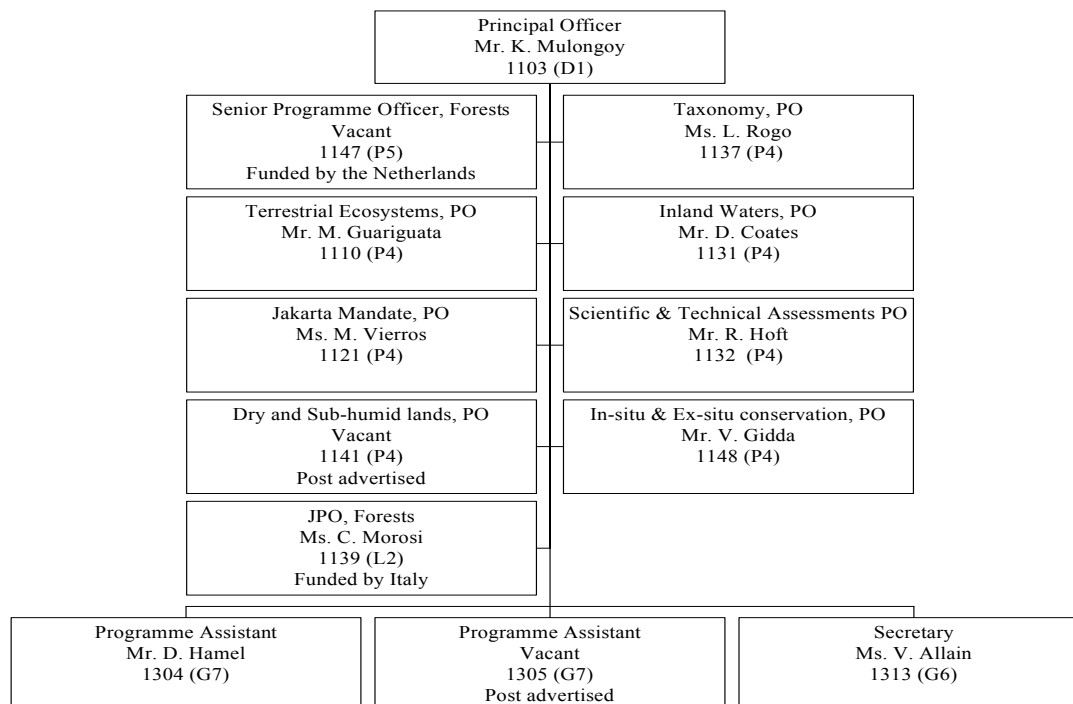 Principal Officer
Mr. K. Mulongoy
1103 (D1)
Senior Programme Officer, Forests
Vacant
1147 (P5)
Funded by the Netherlands
Taxonomy, PO
Ms. L. Rogo
1137 (P4)
Terrestrial Ecosystems, PO
Mr. M. Guariguata
1110 (P4)
Inland Waters, PO
Mr. D. Coates
1131 (P4)
Jakarta Mandate, PO
Ms. M. Vierros
1121 (P4)
Scientific & Technical Assessments PO
Mr. R. Hoft
1132 (P4)
Dry and Sub-humid lands, PO
Vacant
1141 (P4)
Post advertised
In-situ & Ex-situ conservation, PO
Mr. V. Gidda
1148 (P4)
JPO, Forests
Ms. C. Morosi
1139 (L2)
Funded by Italy
Programme Assistant
Mr. D. Hamel
1304 (G7)
Programme Assistant
Vacant
1305 (G7)
Post advertised
Secretary
Ms. V. Allain
1313 (G6)